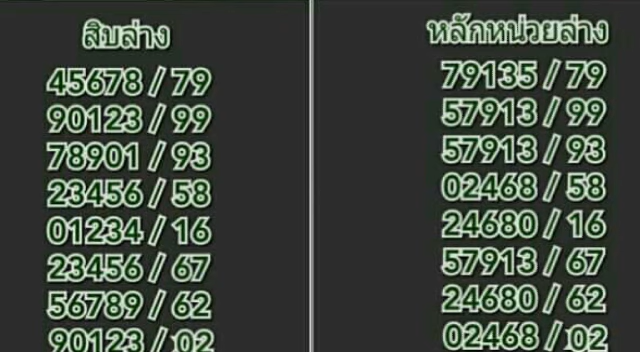 สิบล่าง
45678 / 79
90123 / 99
78901 / 93
23456 / 58
01234 / 16
23456 / 67
56789 / 62
90123 / 02
หลักหน่วยล่าง
79135 / 79
57913 / 99
57913 / 93
02468 / 58
24680 / 16
57913 / 67
24680 / 62
02468 / 02